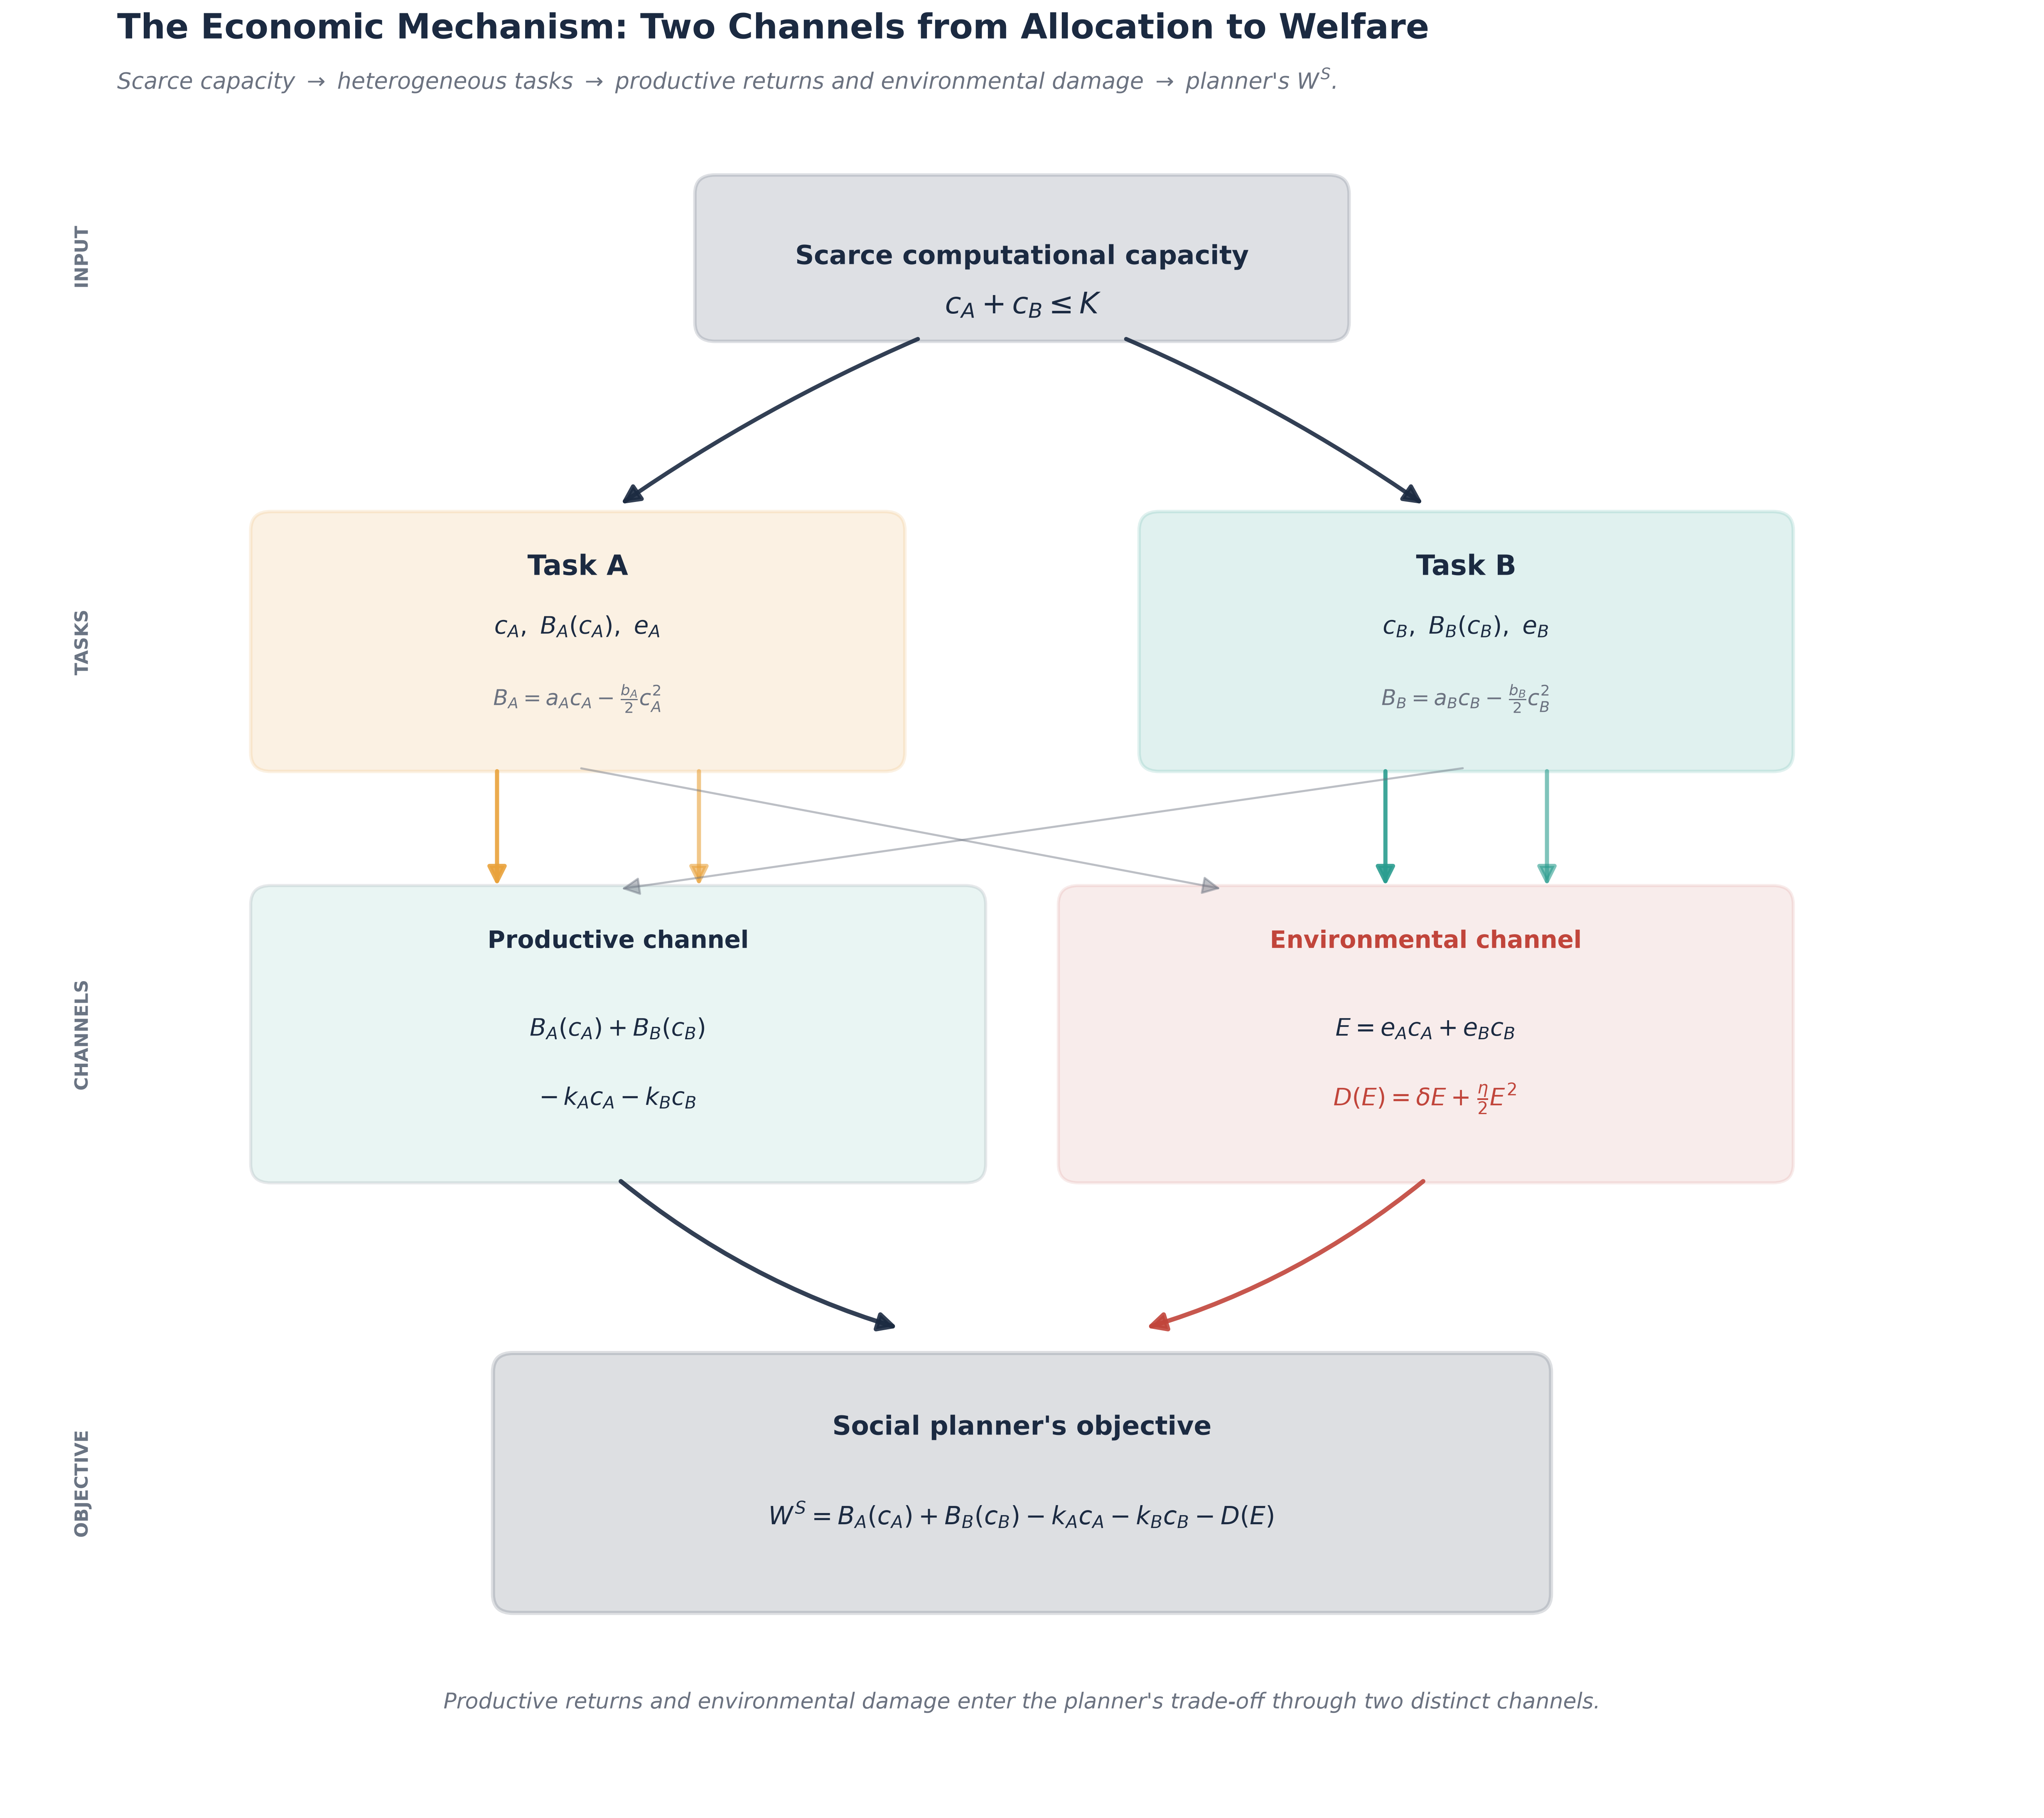 The Economic Mechanism: Two Channels from Allocation to Welfare
Scarce capacity → heterogeneous tasks → productive returns and environmental damage → planner's W^S.
INPUT
Scarce computational capacity
c_A + c_B ≤ K
TASKS
Task A
c_A, B_A(c_A), e_A
B_A = a_A c_A − \frac{b_A}{2} c_A^2
Task B
c_B, B_B(c_B), e_B
B_B = a_B c_B − \frac{b_B}{2} c_B^2
CHANNELS
Productive channel
B_A(c_A) + B_B(c_B)
− k_A c_A − k_B c_B
Environmental channel
E = e_A c_A + e_B c_B
D(E) = δE + \frac{η}{2} E^2
OBJECTIVE
Social planner's objective
W^S = B_A(c_A) + B_B(c_B) − k_A c_A − k_B c_B − D(E)
Productive returns and environmental damage enter the planner's trade-off through two distinct channels.